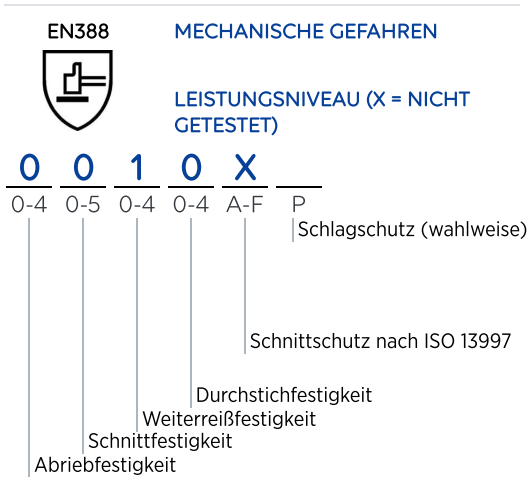 EN388
MECHANISCHE GEFAHREN
LEISTUNGSNIVEAU (X = NICHT
GETESTET)
0 0 1 0 X
0-4 0-5 0-4 0-4 A-F P
Schlagschutz (wahlweise)
Schnittschutz nach ISO 13997
Durchstichfestigkeit
Weiterreißfestigkeit
Schnittfestigkeit
Abriebfestigkeit